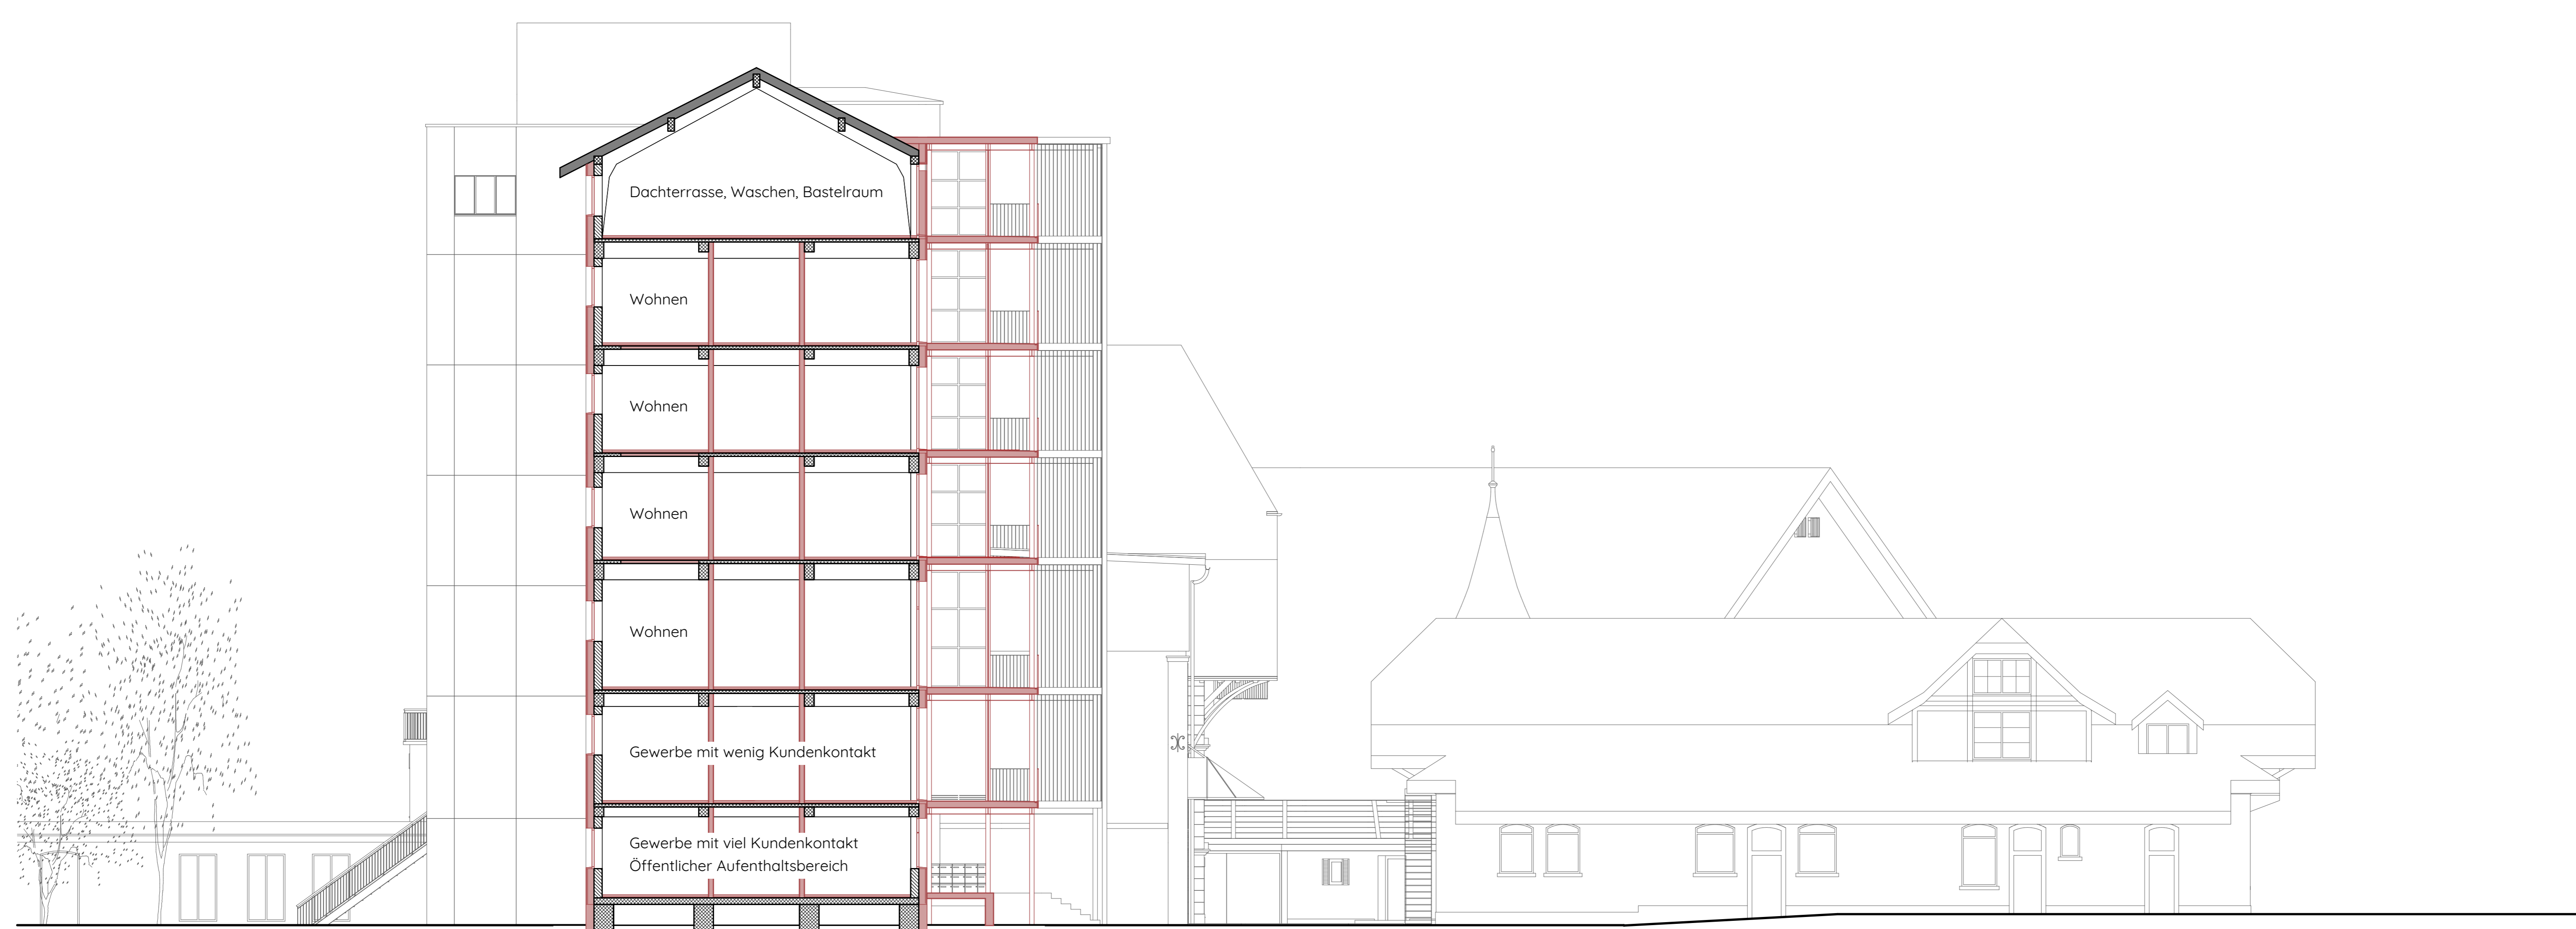 Dachterrasse, Waschen, Bastelraum
Wohnen
Wohnen
Wohnen
Wohnen
Gewerbe mit wenig Kundenkontakt
Gewerbe mit viel Kundenkontakt
Öffentlicher Aufenthaltsbereich